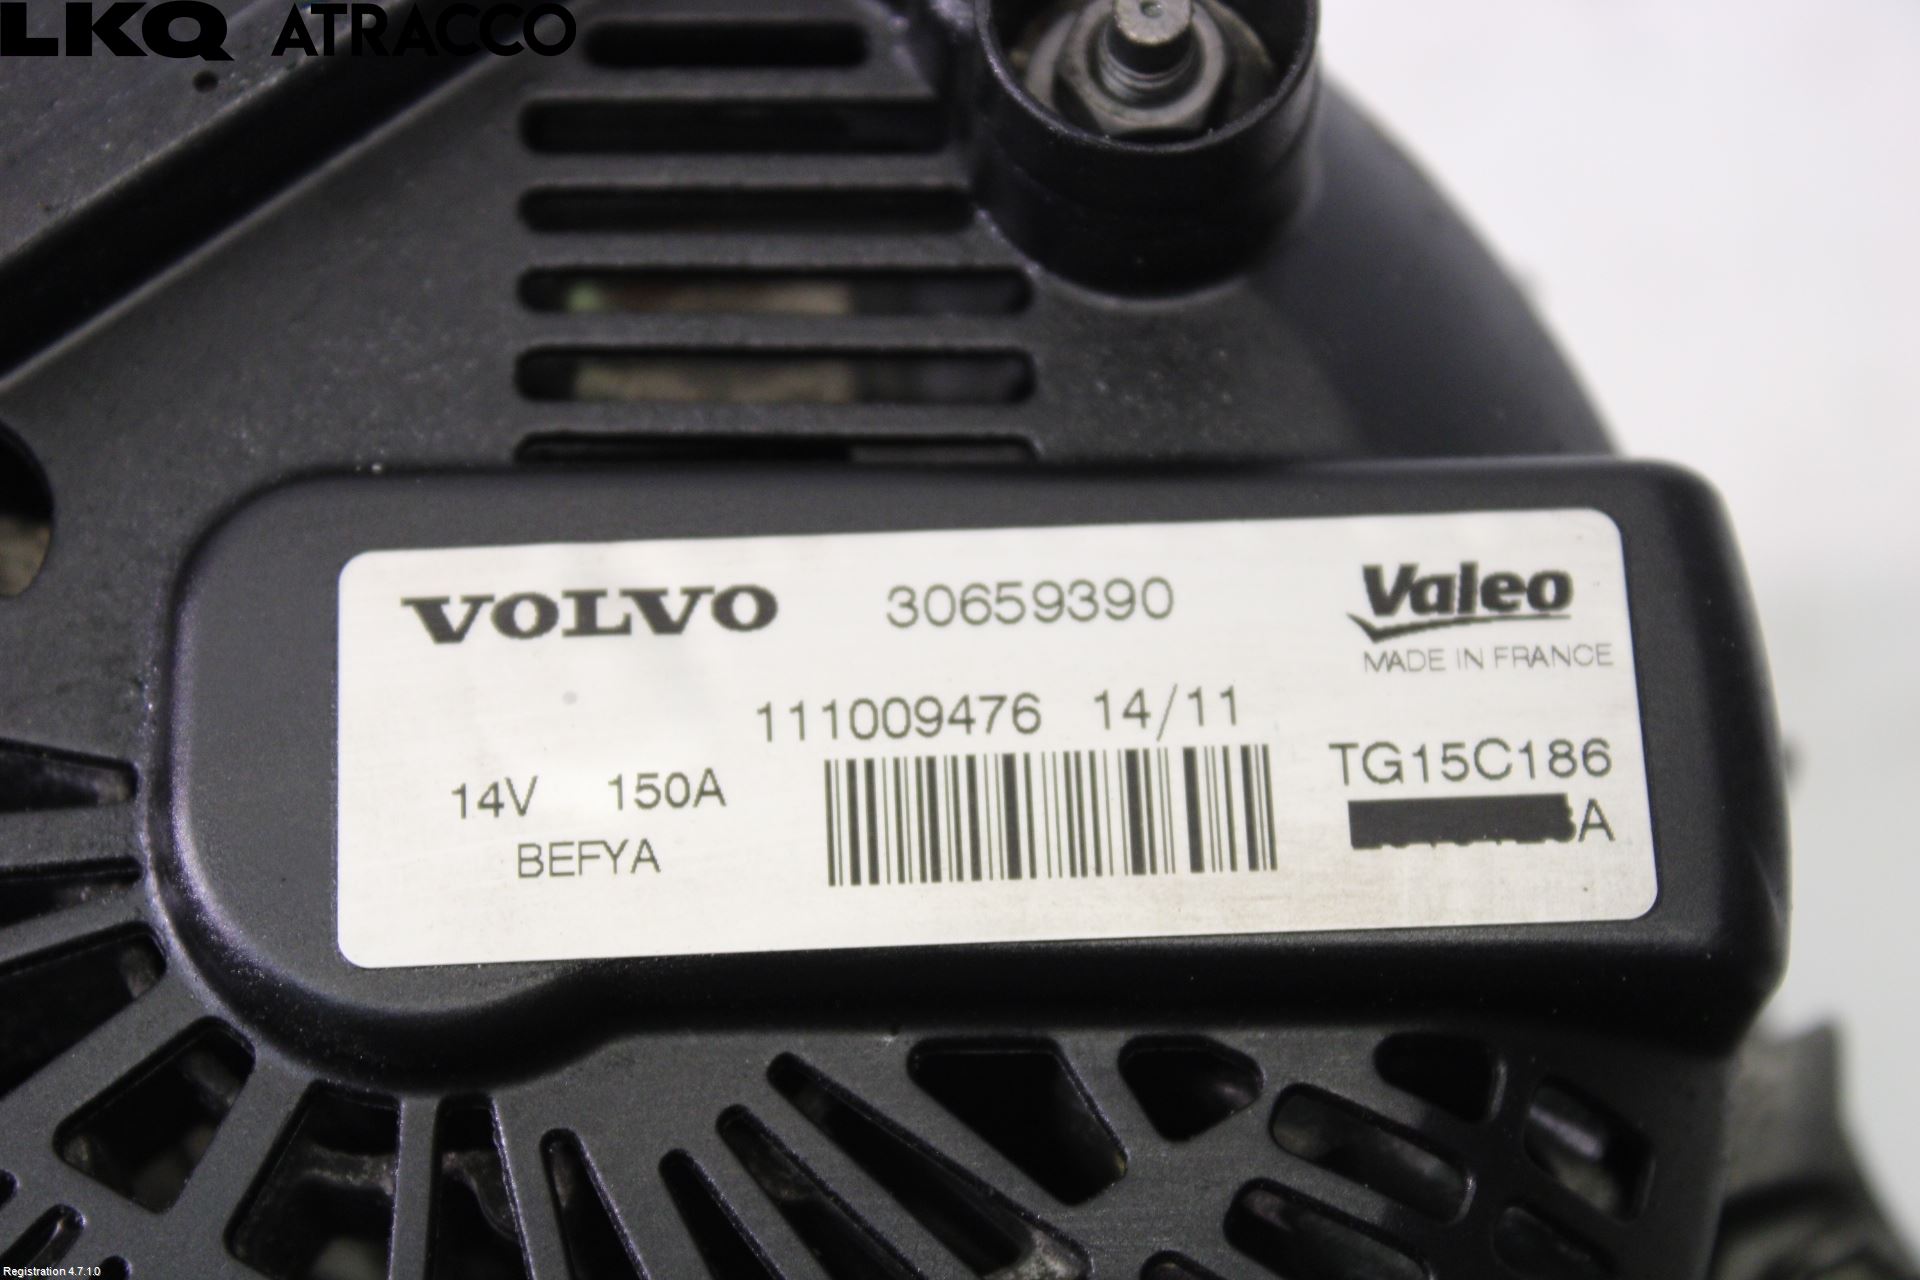 LKQ ATRACCO
VOLVO 30659390 Valeo
MADE IN FRANCE
111009476 14/11
14V 150A TG15C186
BEFYA A
Registration 4.7.1.0